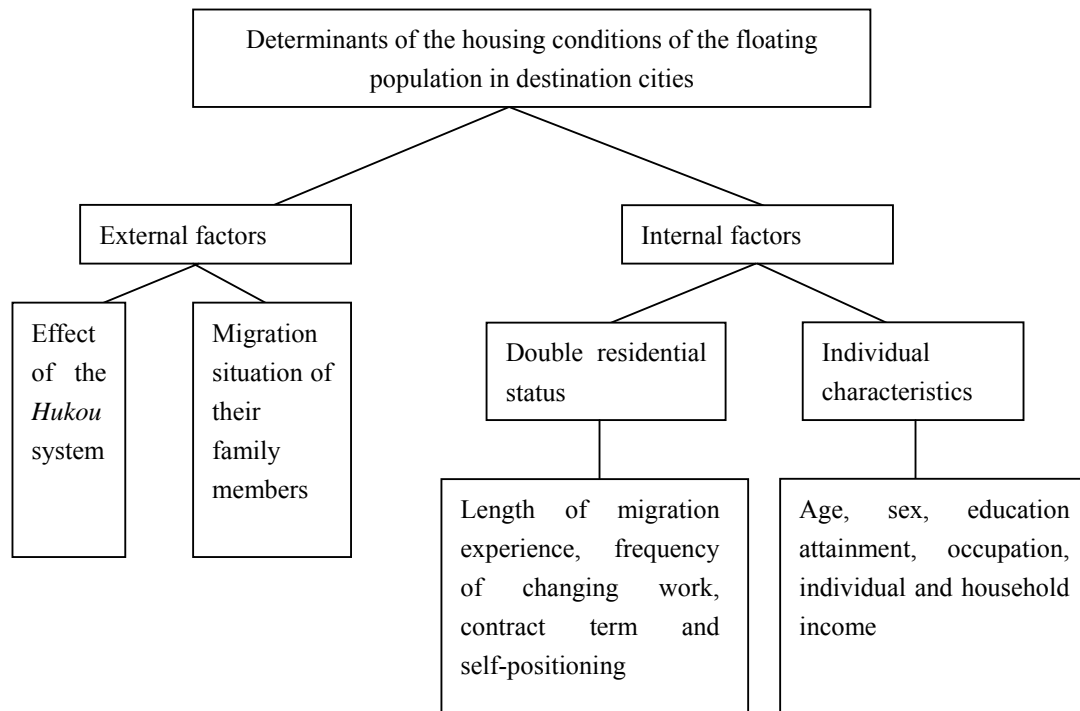 Determinants of the housing conditions of the floating
population in destination cities
External factors
Internal factors
Effect
of the
Hukou
system
Migration
situation of
their
family
members
Double residential
status
Individual
characteristics
Length of migration
experience, frequency
of changing work,
contract term and
self-positioning
Age, sex, education
attainment, occupation,
individual and household
income